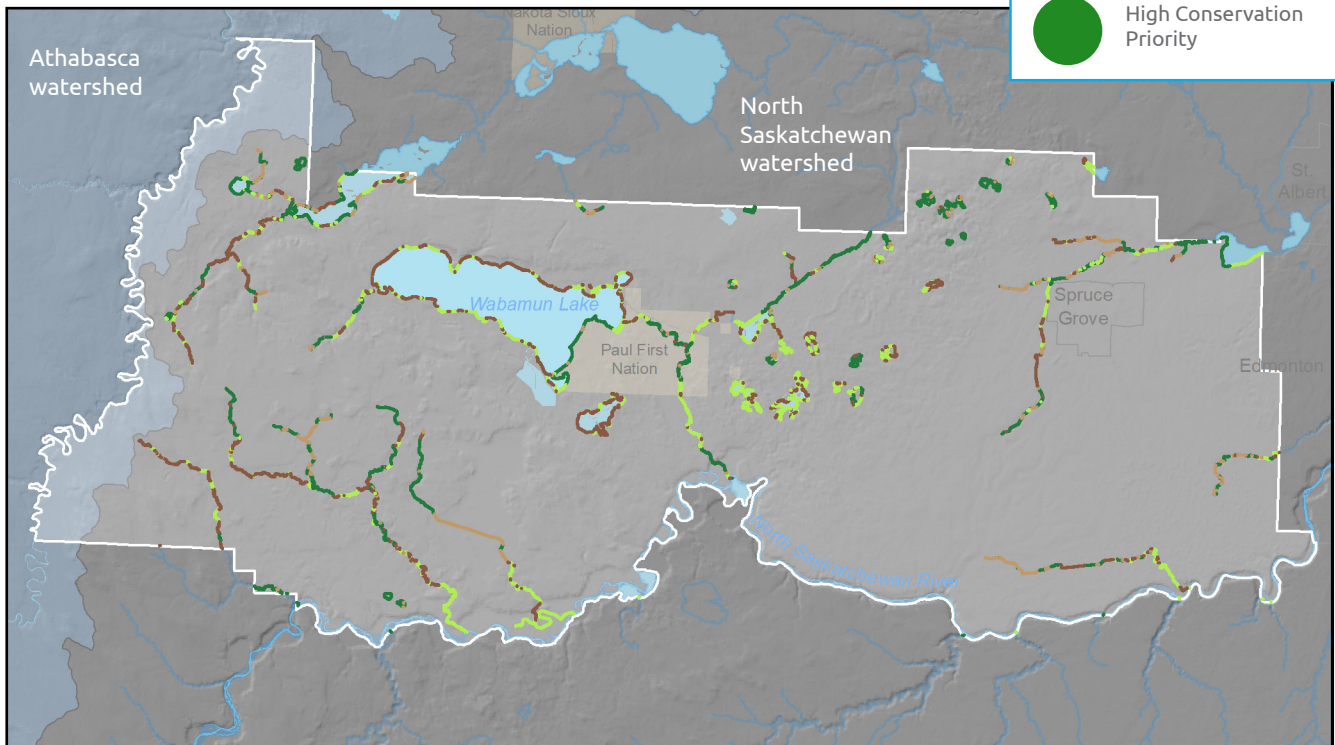 High Conservation
Priority
Nakota Sioux
Nation
Athabasca
watershed
North
Saskatchewan
watershed
St.
Albert
Wabamun Lake
Spruce
Grove
Paul First
Nation
Edmonton
North Saskatchewan River